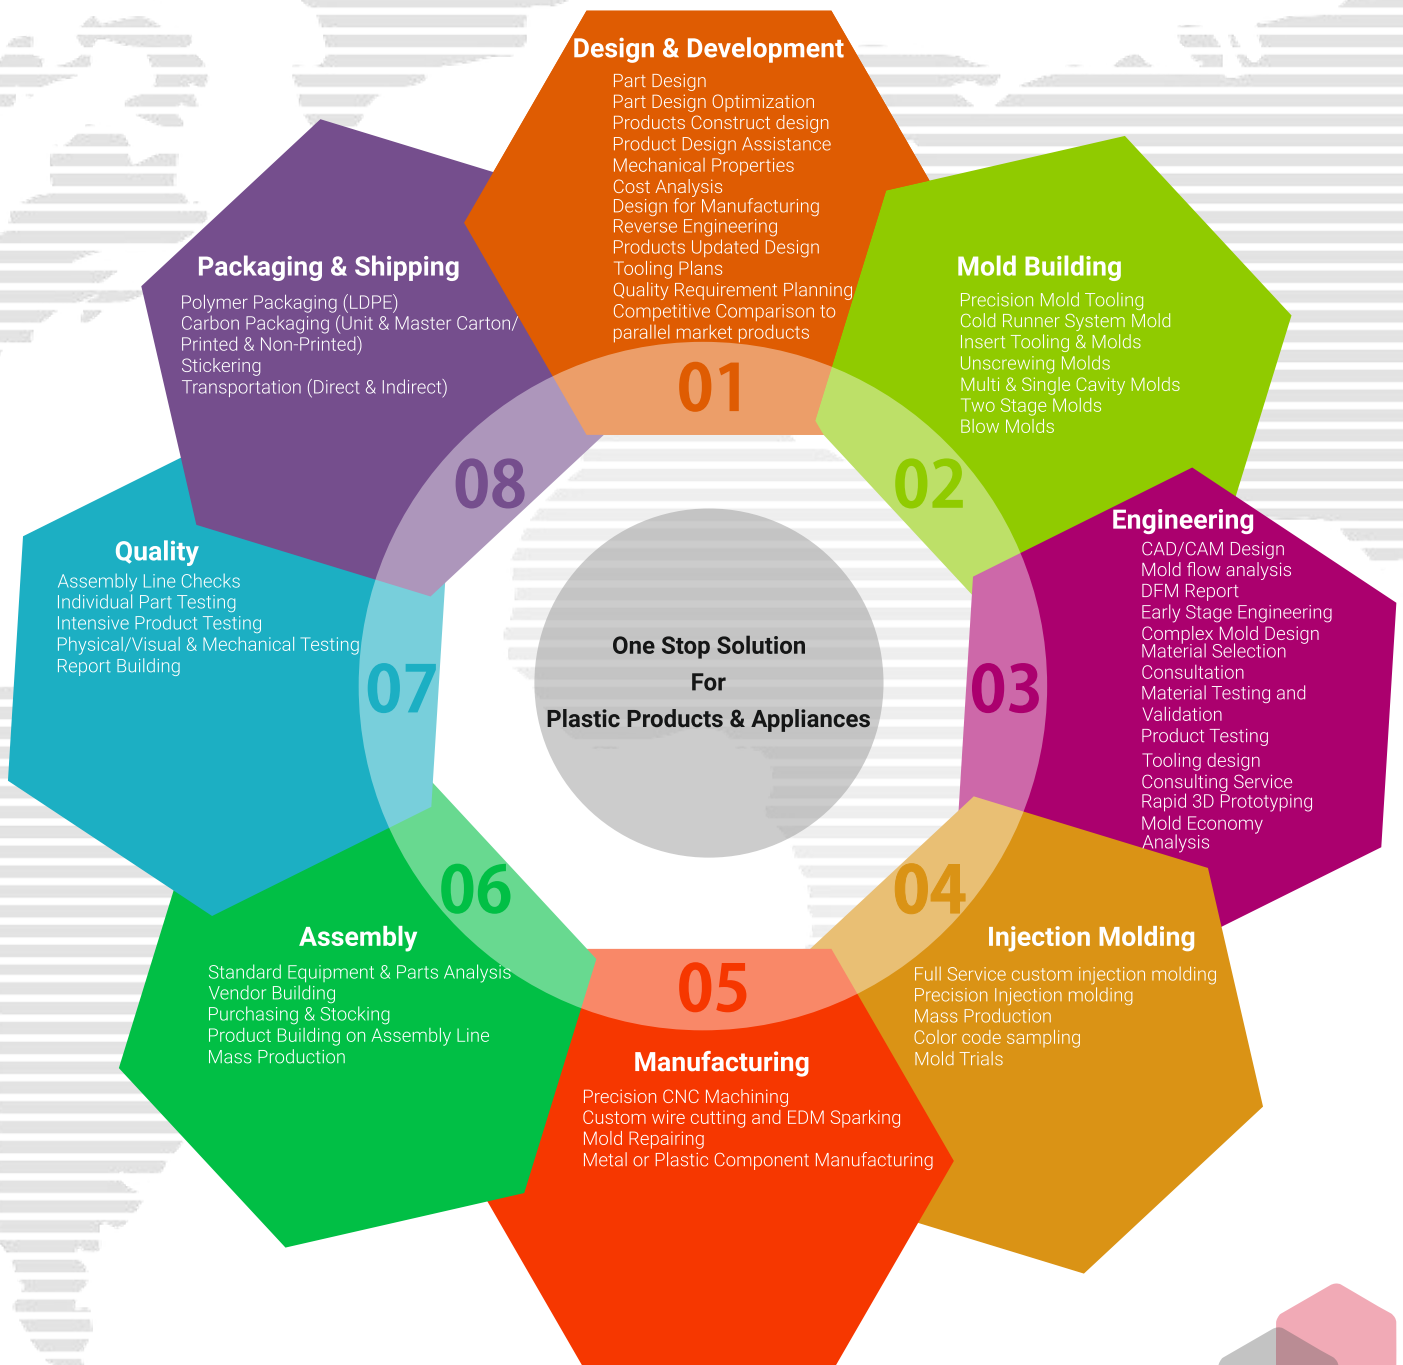 Design & Development
Part Design
Part Design Optimization
Products Construct design
Product Design Assistance
Mechanical Properties
Cost Analysis
Design for Manufacturing
Reverse Engineering
Products Updated Design
Tooling Plans
Quality Requirement Planning
Competitive Comparison to
parallel market products
01
Mold Building
Precision Mold Tooling
Cold Runner System Mold
Insert Tooling & Molds
Unscrewing Molds
Multi & Single Cavity Molds
Two Stage Molds
Blow Molds
02
Engineering
CAD/CAM Design
Mold flow analysis
DFM Report
Early Stage Engineering
Complex Mold Design
Material Selection
Consultation
Material Testing and
Validation
Product Testing
Tooling design
Consulting Service
Rapid 3D Prototyping
Mold Economy
Analysis
03
04
Injection Molding
Full Service custom injection molding
Precision Injection molding
Mass Production
Color code sampling
Mold Trials
05
Manufacturing
Precision CNC Machining
Custom wire cutting and EDM Sparking
Mold Repairing
Metal or Plastic Component Manufacturing
06
Assembly
Standard Equipment & Parts Analysis
Vendor Building
Purchasing & Stocking
Product Building on Assembly Line
Mass Production
Quality
Assembly Line Checks
Individual Part Testing
Intensive Product Testing
Physical/Visual & Mechanical Testing
Report Building
07
Packaging & Shipping
Polymer Packaging (LDPE)
Carbon Packaging (Unit & Master Carton/
Printed & Non-Printed)
Stickering
Transportation (Direct & Indirect)
08
One Stop Solution
For
Plastic Products & Appliances